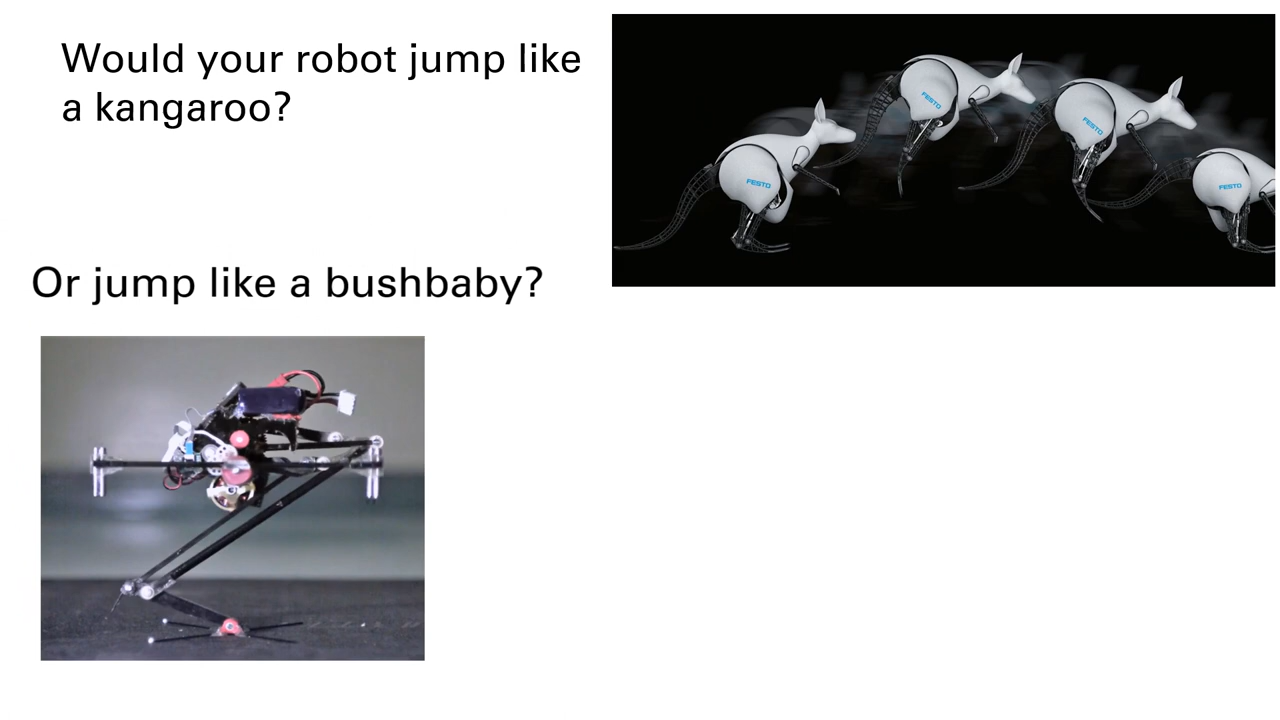 Would your robot jump like
a kangaroo?
FESTO
FESTO
FESTO
FESTO
Or jump like a bushbaby?